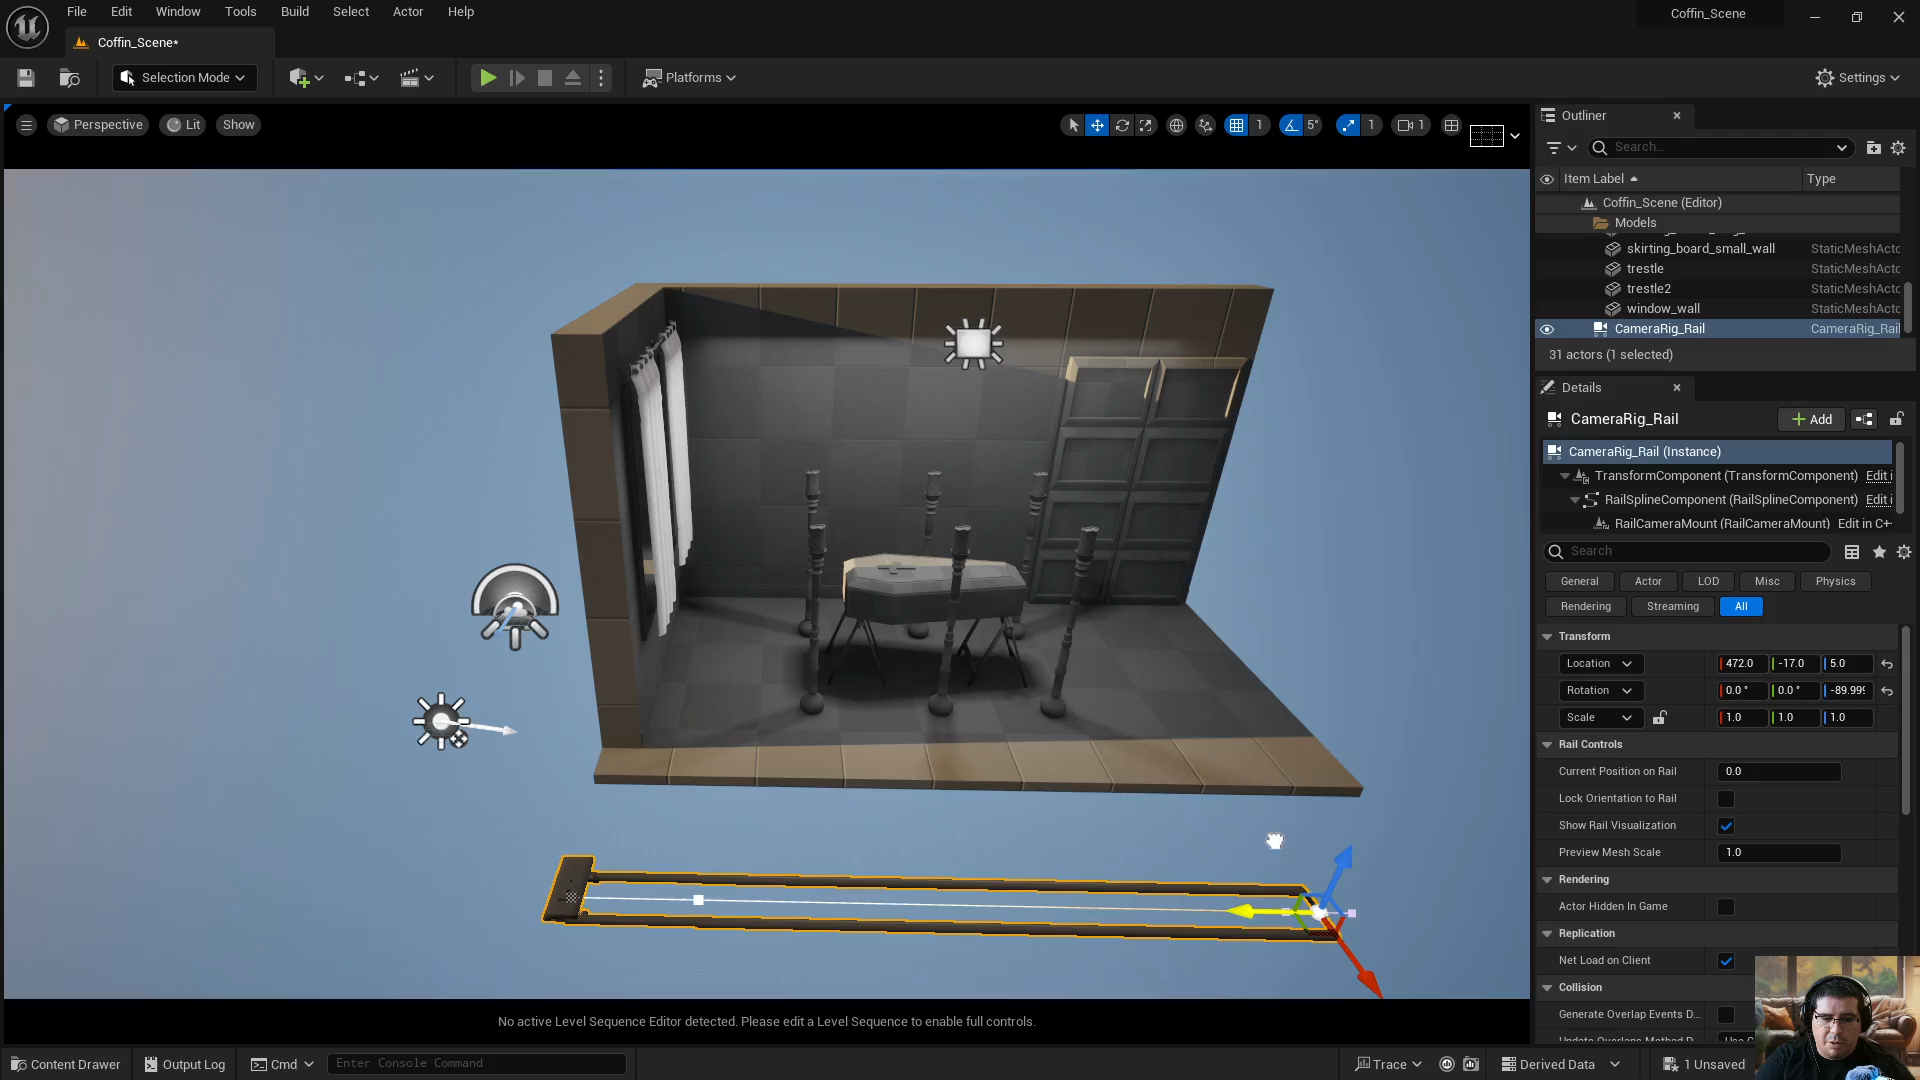 File Edit Window Tools Build Select Actor Help
Coffin_Scene
Coffin_Scene*
Selection Mode
Platforms
Settings
Perspective Lit Show
1 5° 1 1
Outliner
Search...
Item Label Type
Coffin_Scene (Editor)
Models
skirting_board_small_wall StaticMeshActo
trestle StaticMeshActo
trestle2 StaticMeshActo
window_wall StaticMeshActo
CameraRig_Rail CameraRig_Rail
31 actors (1 selected)
Details
CameraRig_Rail
Add
CameraRig_Rail (Instance)
TransformComponent (TransformComponent) Edit i
RailSplineComponent (RailSplineComponent) Edit i
RailCameraMount (RailCameraMount) Edit in C+
Search
General Actor LOD Misc Physics
Rendering Streaming All
Transform
Location 472.0 -17.0 5.0
Rotation 0.0° 0.0° -89.999
Scale 1.0 1.0 1.0
Rail Controls
Current Position on Rail 0.0
Lock Orientation to Rail
Show Rail Visualization
Preview Mesh Scale 1.0
Rendering
Actor Hidden In Game
Replication
Net Load on Client
Collision
Generate Overlap Events D...
No active Level Sequence Editor detected. Please edit a Level Sequence to enable full controls.
Content Drawer Output Log Cmd Enter Console Command
Trace Derived Data 1 Unsaved